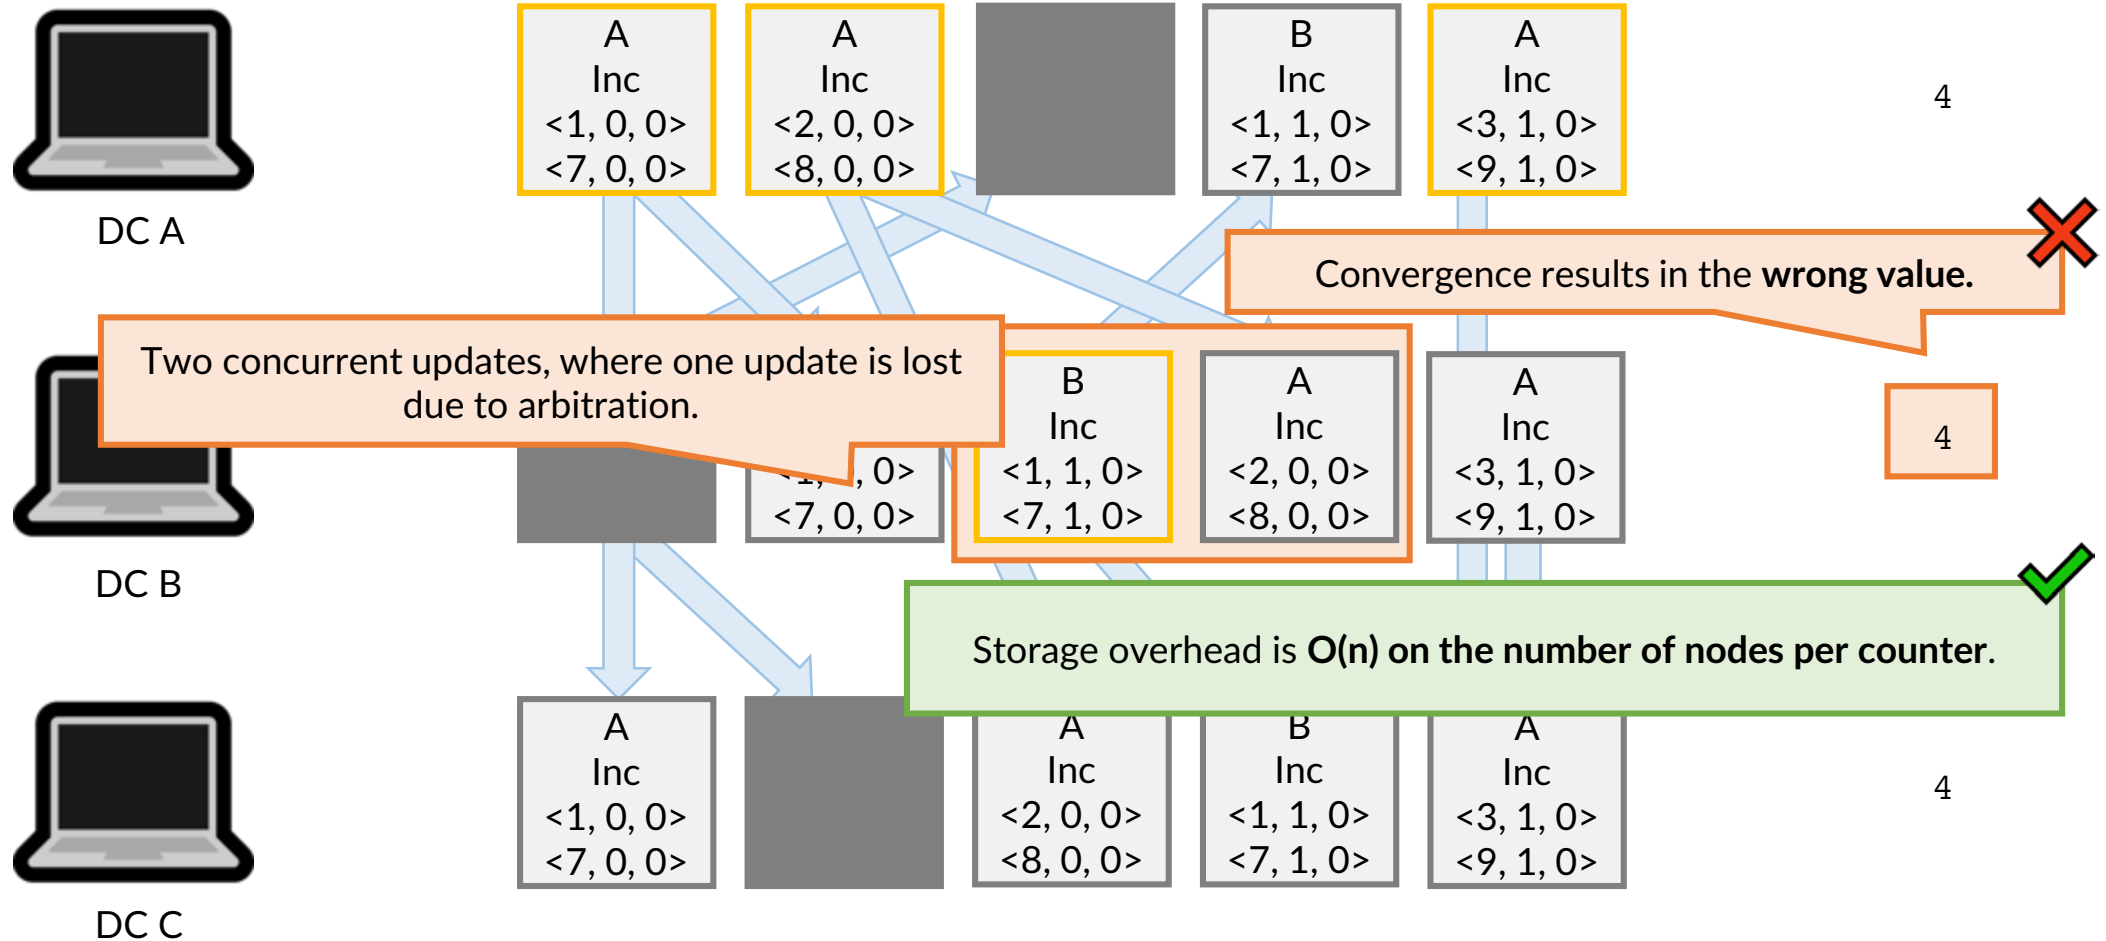 A
Inc
<1, 0, 0>
<7, 0, 0>
A
Inc
<2, 0, 0>
<8, 0, 0>
B
Inc
<1, 1, 0>
<7, 1, 0>
A
Inc
<3, 1, 0>
<9, 1, 0>
4
DC A
Convergence results in the wrong value.
Two concurrent updates, where one update is lost
due to arbitration.
0>
<7, 0, 0>
B
Inc
<1, 1, 0>
<7, 1, 0>
A
Inc
<2, 0, 0>
<8, 0, 0>
A
Inc
<3, 1, 0>
<9, 1, 0>
4
DC B
Storage overhead is O(n) on the number of nodes per counter.
A
Inc
<1, 0, 0>
<7, 0, 0>
A
Inc
<2, 0, 0>
<8, 0, 0>
B
Inc
<1, 1, 0>
<7, 1, 0>
A
Inc
<3, 1, 0>
<9, 1, 0>
4
DC C